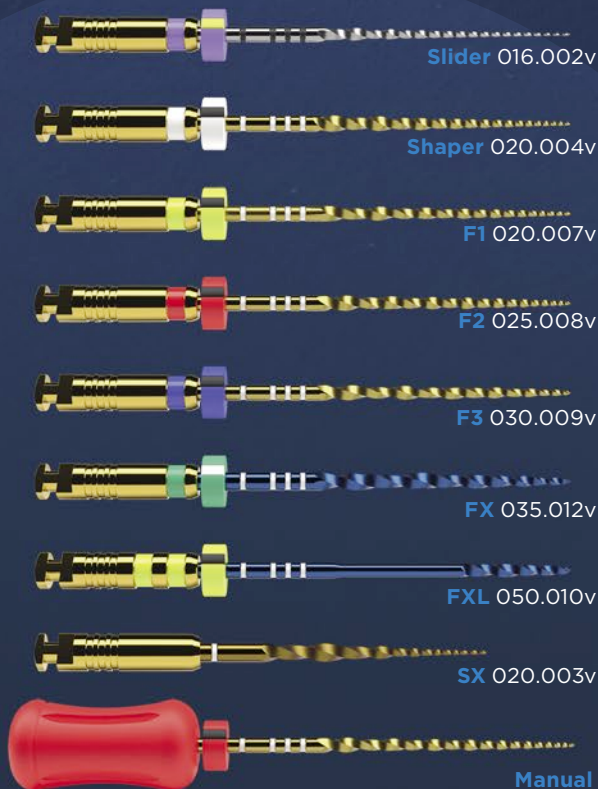 Slider 016.002v
Shaper 020.004v
F1 020.007v
F2 025.008v
F3 030.009v
FX 035.012v
FXL 050.010v
SX 020.003v
Manual